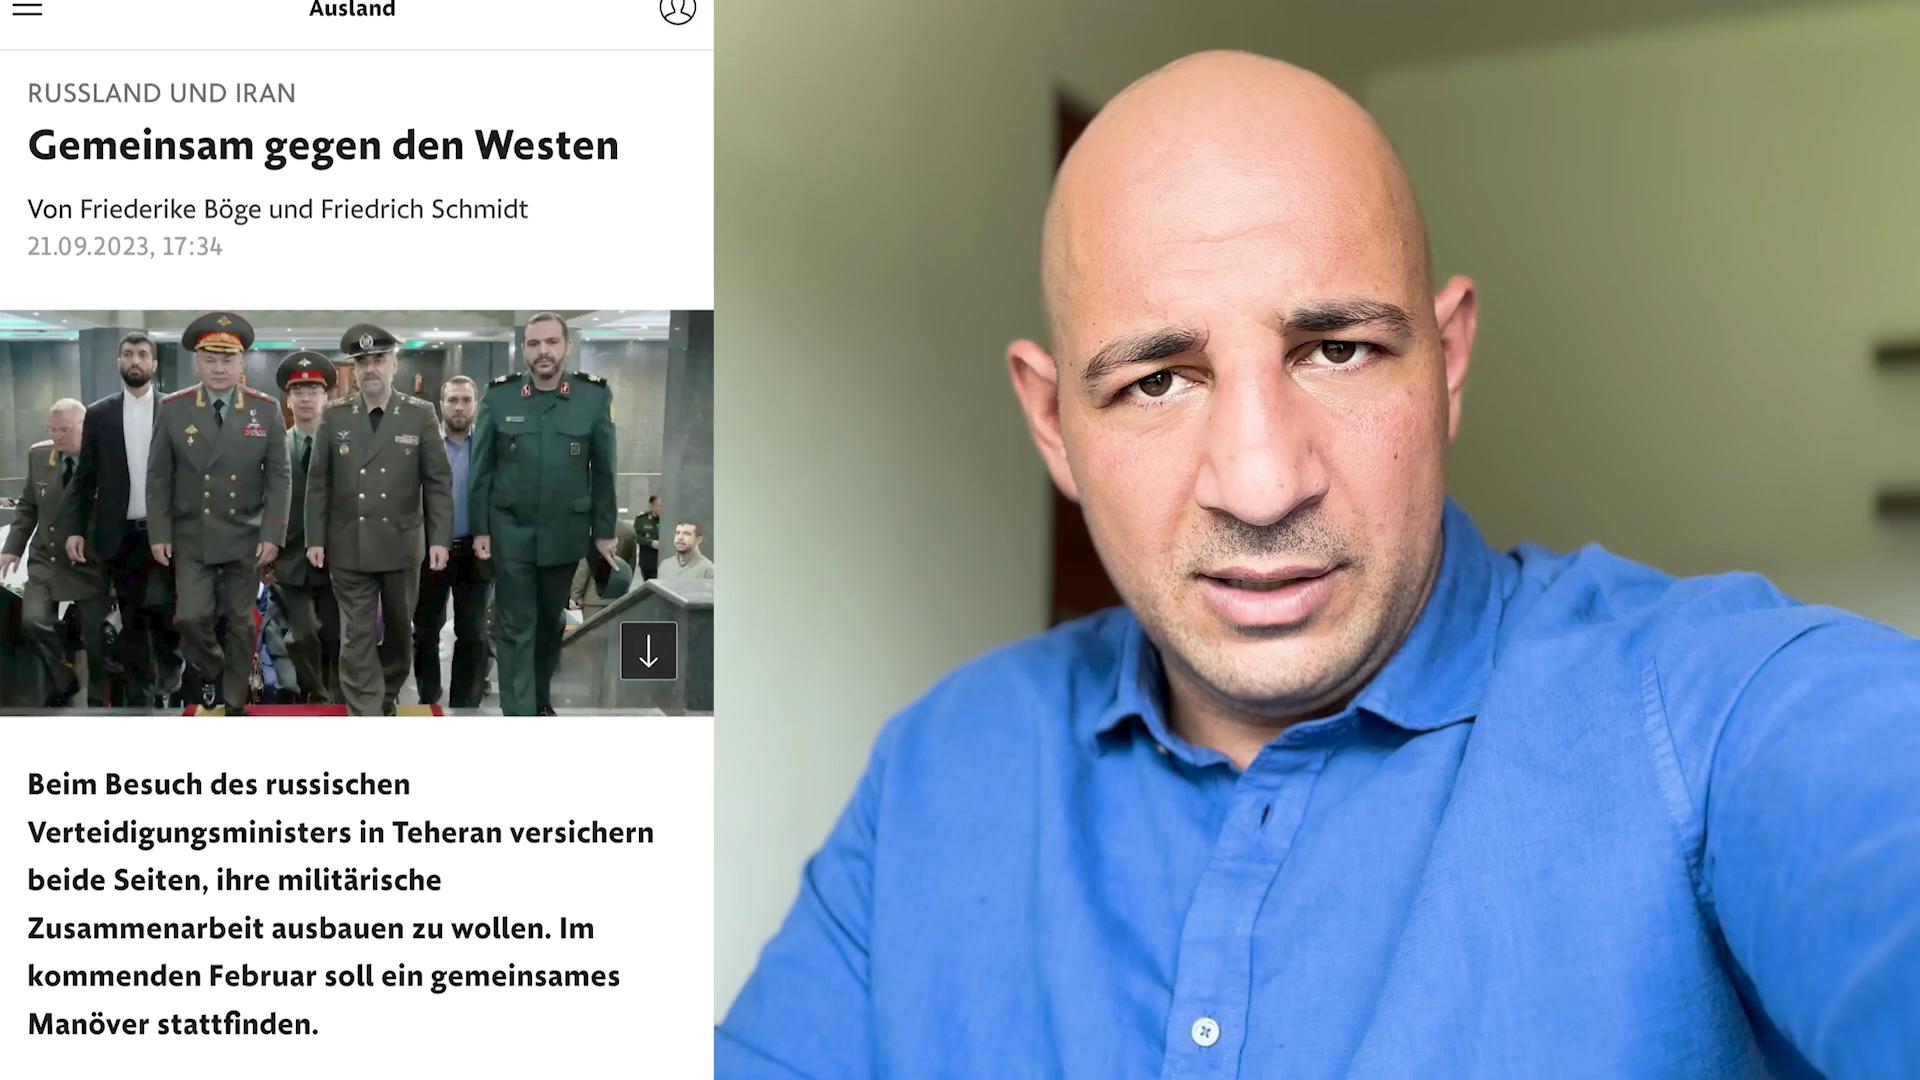 Ausland
RUSSLAND UND IRAN
Gemeinsam gegen den Westen
Von Friederike Böge und Friedrich Schmidt
21.09.2023, 17:34
Beim Besuch des russischen
Verteidigungsministers in Teheran versichern
beide Seiten, ihre militärische
Zusammenarbeit ausbauen zu wollen. Im
kommenden Februar soll ein gemeinsames
Manöver stattfinden.